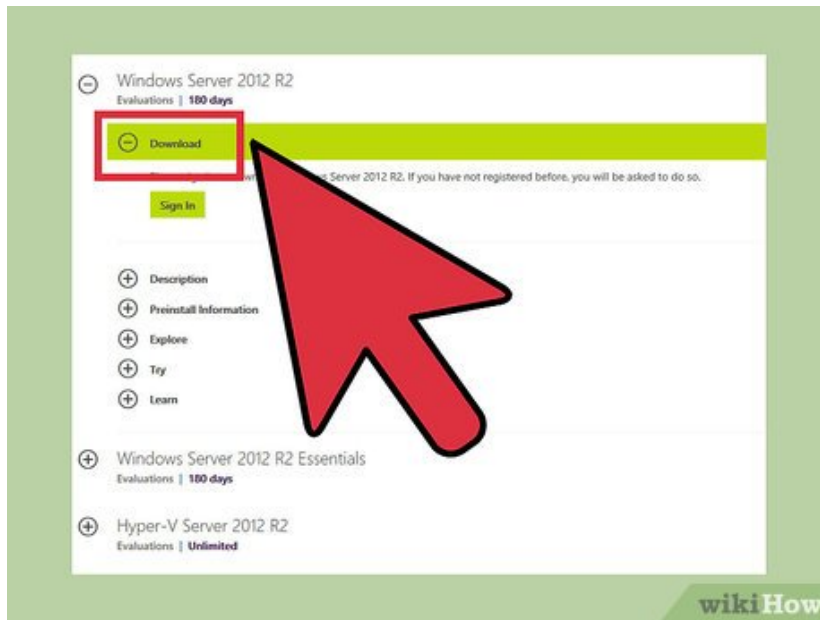 Windows Server 2012 R2
Evaluations | 180 days
Download
Server 2012 R2. If you have not registered before, you will be asked to do so.
Sign In
Description
Preinstall Information
Explore
Try
Learn
Windows Server 2012 R2 Essentials
Evaluations | 180 days
Hyper-V Server 2012 R2
Evaluations | Unlimited
wikiHow